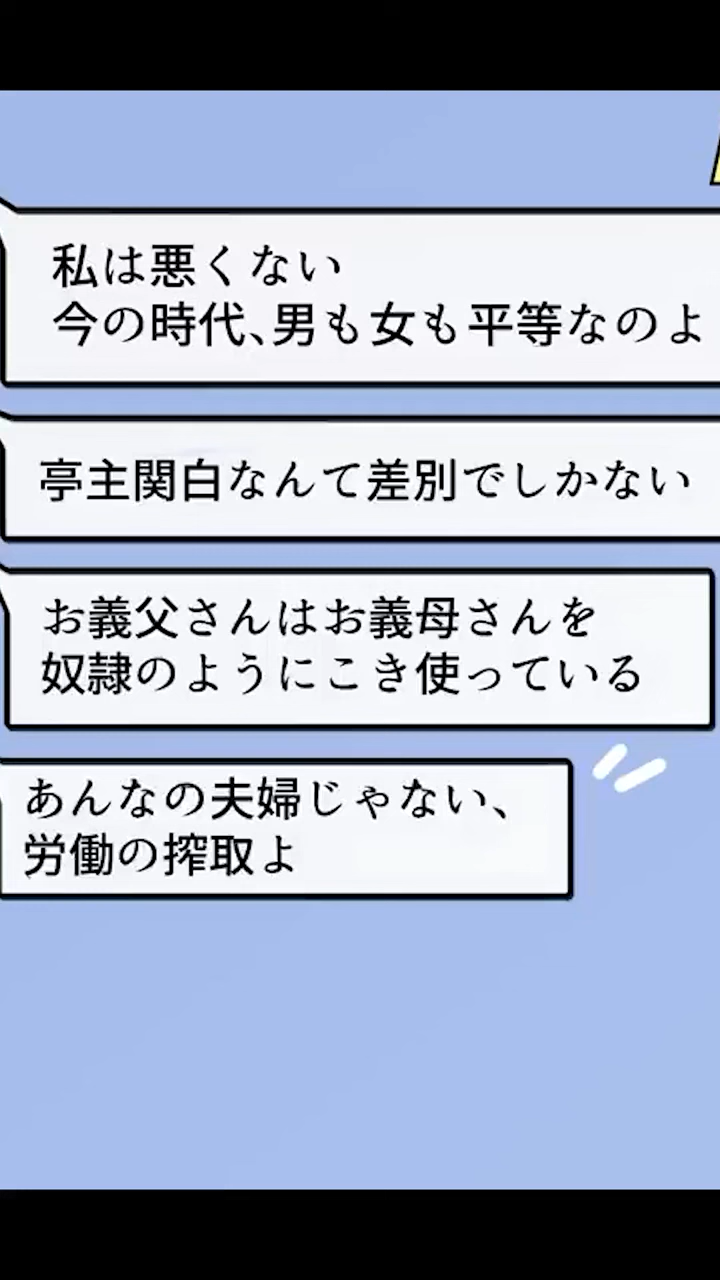 私は悪くない
今の時代、男も女も平等なのよ
亭主関白なんて差別でしかない
お義父さんはお義母さんを
奴隷のようにこき使っている
あんなの夫婦じゃない、
労働の搾取よ